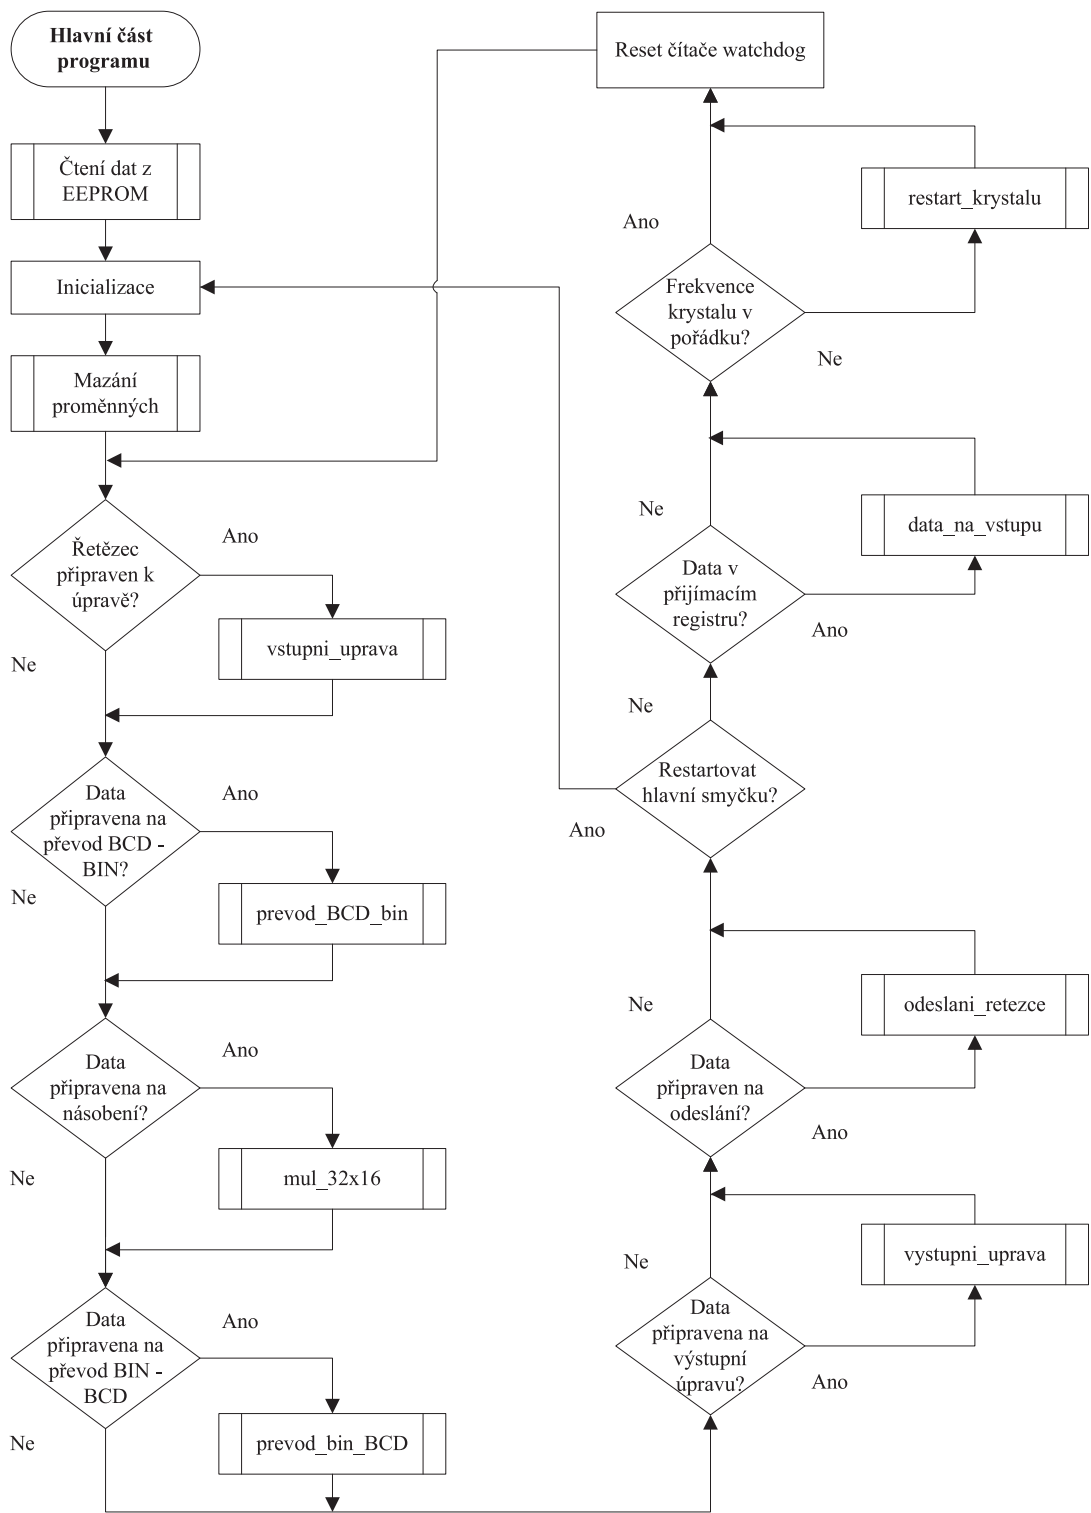 Hlavní část
programu
Čtení dat z
EEPROM
Inicializace
Mazání
proměnných
Řetězec
připraven k
úpravě?
Ano
Ne
vstupni_uprava
Data
připravena na
převod BCD -
BIN?
Ano
Ne
prevod_BCD_bin
Data
připravena na
násobení?
Ano
Ne
mul_32x16
Data
připravena na
převod BIN -
BCD
Ano
Ne
prevod_bin_BCD
Data
připravena na
výstupní
úpravu?
Ano
Ne
vystupni_uprava
Data
připraven na
odeslání?
Ano
Ne
odeslani_retezce
Restartovat
hlavní smyčku?
Ano
Ne
Data v
přijímacím
registru?
Ano
Ne
data_na_vstupu
Frekvence
krystalu v
pořádku?
Ne
Ano
restart_krystalu
Reset čítače watchdog